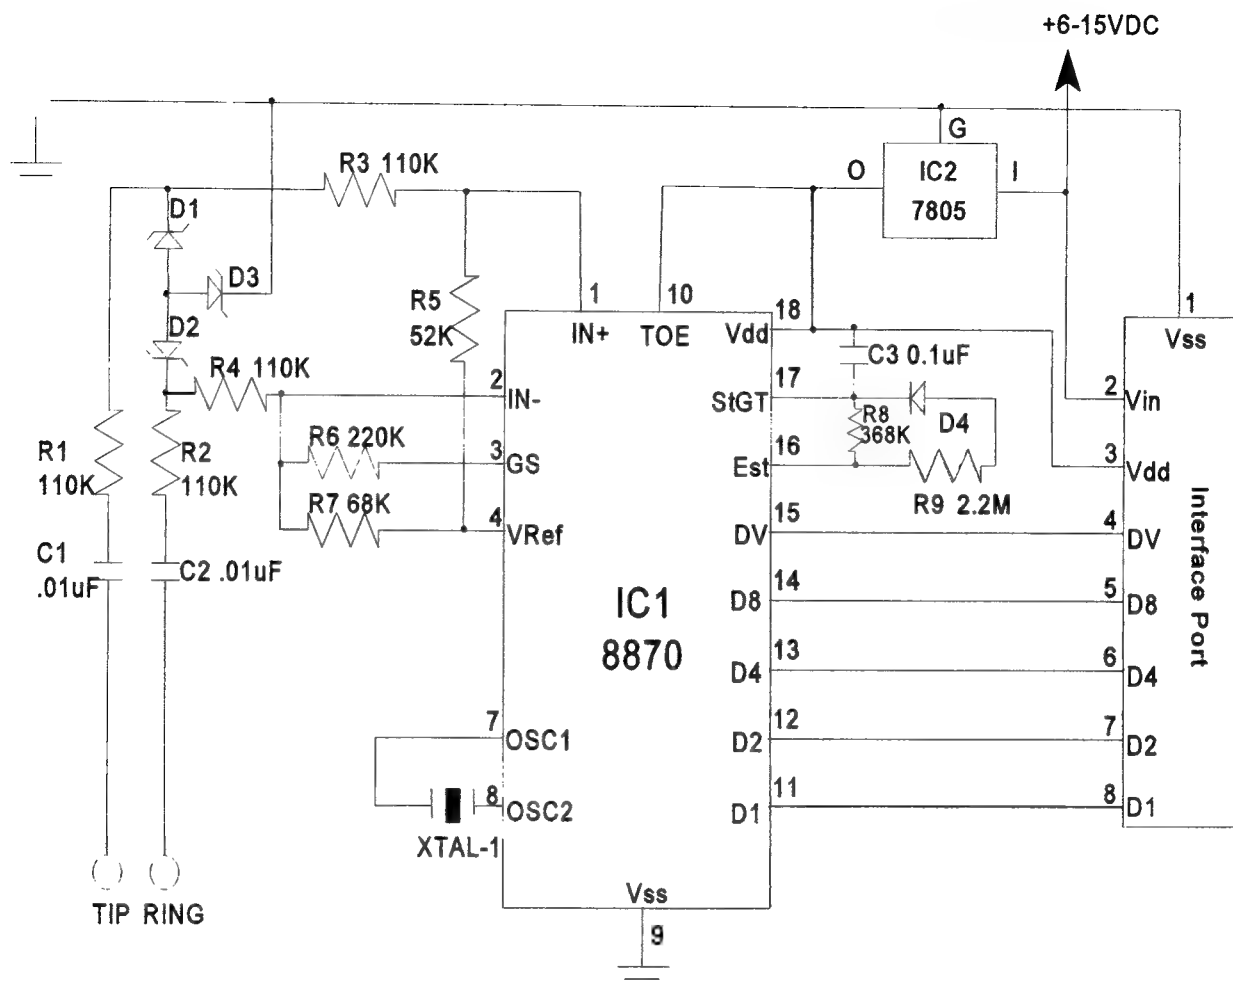 +6-15VDC
G
O
IC2
7805
I
R3 110K
D1
D3
D2
R4 110K
R5
52K
1
IN+
10
TOE
18
Vdd
1
Vss
C3 0.1uF
2
IN-
17
StGT
2
Vin
R8
368K
D4
R1
110K
R2
110K
R6 220K
3
GS
16
Est
3
Vdd
R9 2.2M
R7 68K
4
VRef
15
DV
4
DV
C1
.01uF
C2 .01uF
IC1
8870
14
D8
5
D8
Interface Port
13
D4
6
D4
7
OSC1
12
D2
7
D2
8
OSC2
11
D1
8
D1
XTAL-1
Vss
9
TIP RING